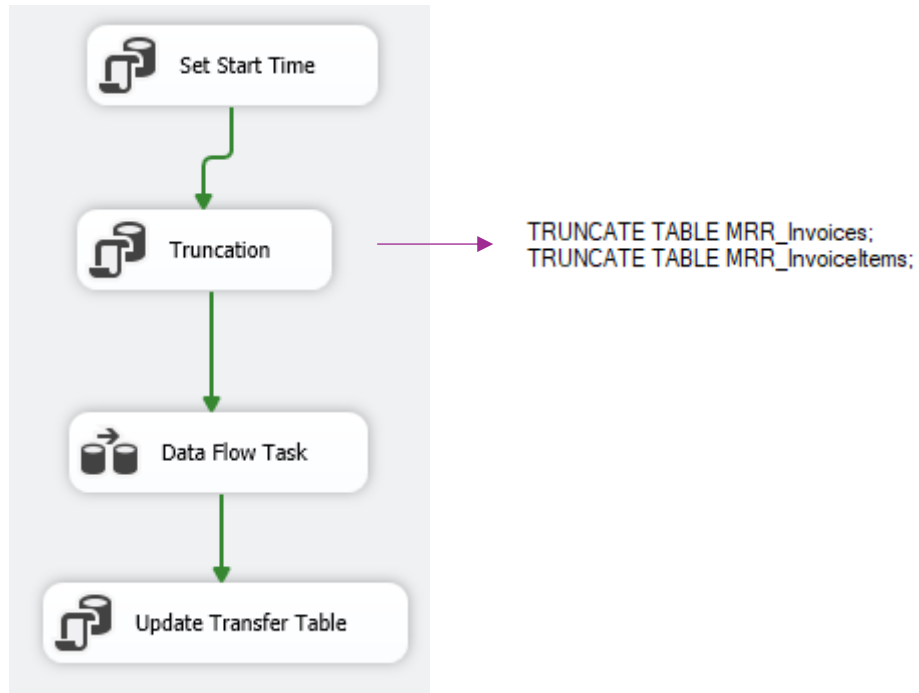 Set Start Time
Truncation
TRUNCATE TABLE MRR_Invoices;
TRUNCATE TABLE MRR_InvoiceItems;
Data Flow Task
Update Transfer Table